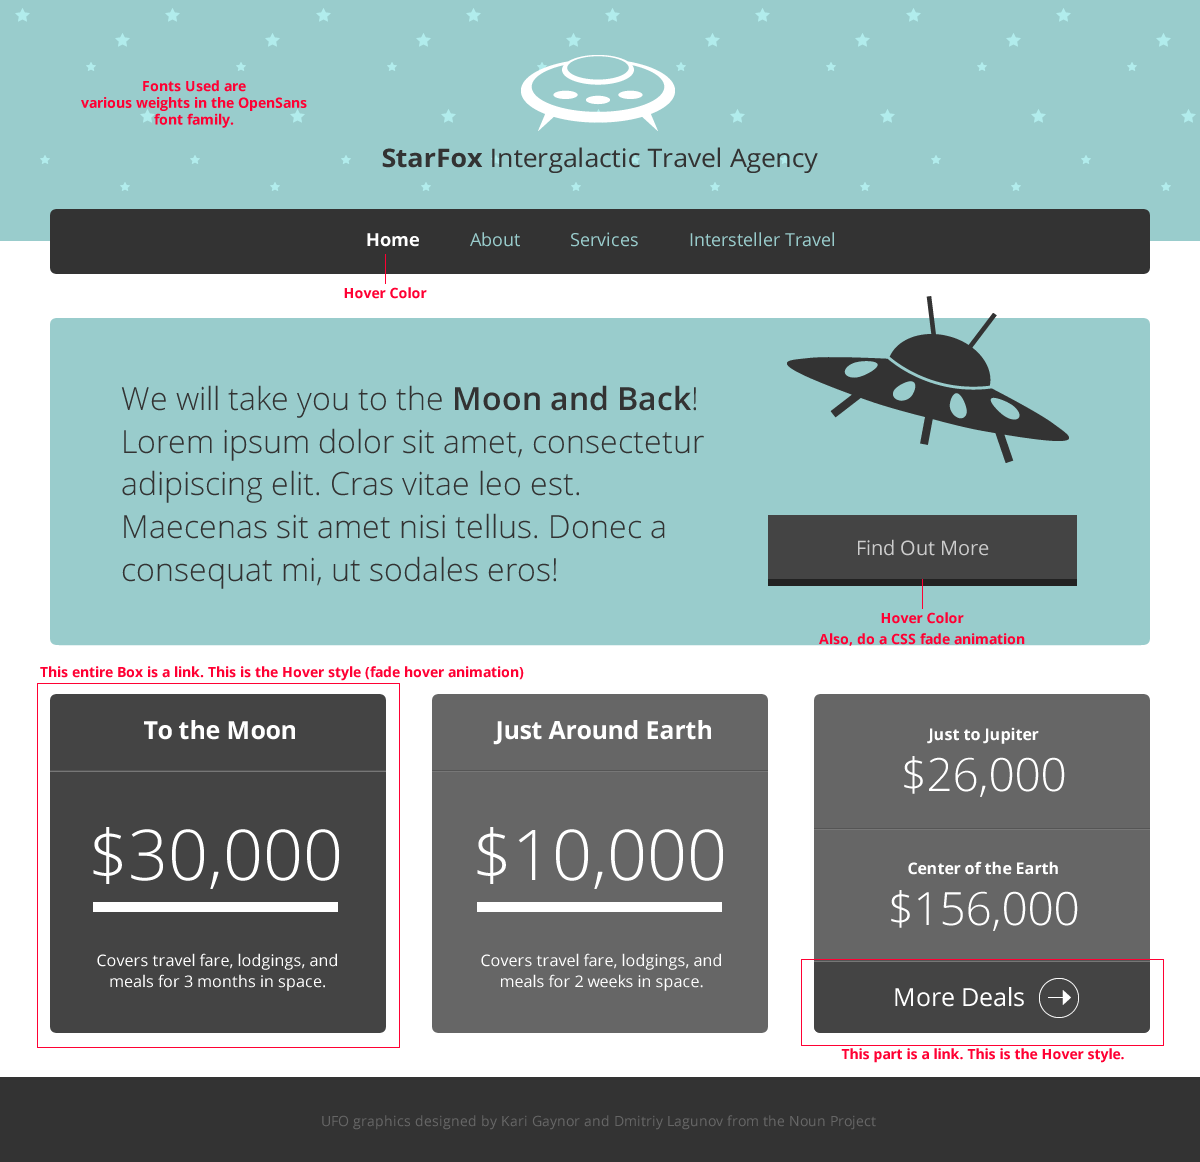 Fonts Used are
various weights in the OpenSans
font family.
StarFox Intergalactic Travel Agency
Home About Services Intersteller Travel
Hover Color
We will take you to the Moon and Back!
Lorem ipsum dolor sit amet, consectetur
adipiscing elit. Cras vitae leo est.
Maecenas sit amet nisi tellus. Donec a
consequat mi, ut sodales eros!
Find Out More
Hover Color
Also, do a CSS fade animation
This entire Box is a link. This is the Hover style (fade hover animation)
To the Moon
$30,000
Covers travel fare, lodgings, and
meals for 3 months in space.
Just Around Earth
$10,000
Covers travel fare, lodgings, and
meals for 2 weeks in space.
Just to Jupiter
$26,000
Center of the Earth
$156,000
More Deals
This part is a link. This is the Hover style.
UFO graphics designed by Kari Gaynor and Dmitriy Lagunov from the Noun Project